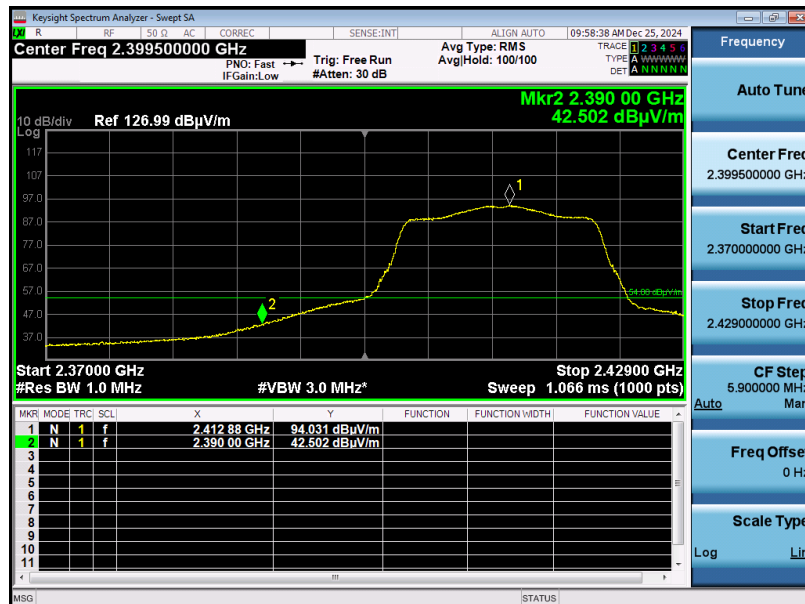 Keysight Spectrum Analyzer - Swept SA
LXI R RF 50 Ω AC CORREC SENSE:INT ALIGN AUTO 09:58:38 AM Dec 25, 2024
Center Freq 2.399500000 GHz
PNO: Fast
IFGain:Low
Trig: Free Run
#Atten: 30 dB
Avg Type: RMS
Avg|Hold: 100/100
TRACE 1 2 3 4 5 6
TYPE A WWWWW
DET A N N N N N
Mkr2 2.390 00 GHz
42.502 dBµV/m
10 dB/div Ref 126.99 dBµV/m
Log
117
107
97.0
87.0
77.0
67.0
57.0
47.0
37.0
1
2
54.00 dBµV/m
Start 2.37000 GHz Stop 2.42900 GHz
#Res BW 1.0 MHz #VBW 3.0 MHz* Sweep 1.066 ms (1000 pts)
MKR MODE TRC SCL X Y FUNCTION FUNCTION WIDTH FUNCTION VALUE
1 N 1 f 2.412 88 GHz 94.031 dBµV/m
2 N 1 f 2.390 00 GHz 42.502 dBµV/m
3
4
5
6
7
8
9
10
11
MSG STATUS
Frequency
Auto Tune
Center Freq
2.399500000 GHz
Start Freq
2.370000000 GHz
Stop Freq
2.429000000 GHz
CF Step
5.900000 MHz
Auto Man
Freq Offset
0 Hz
Scale Type
Log Lin